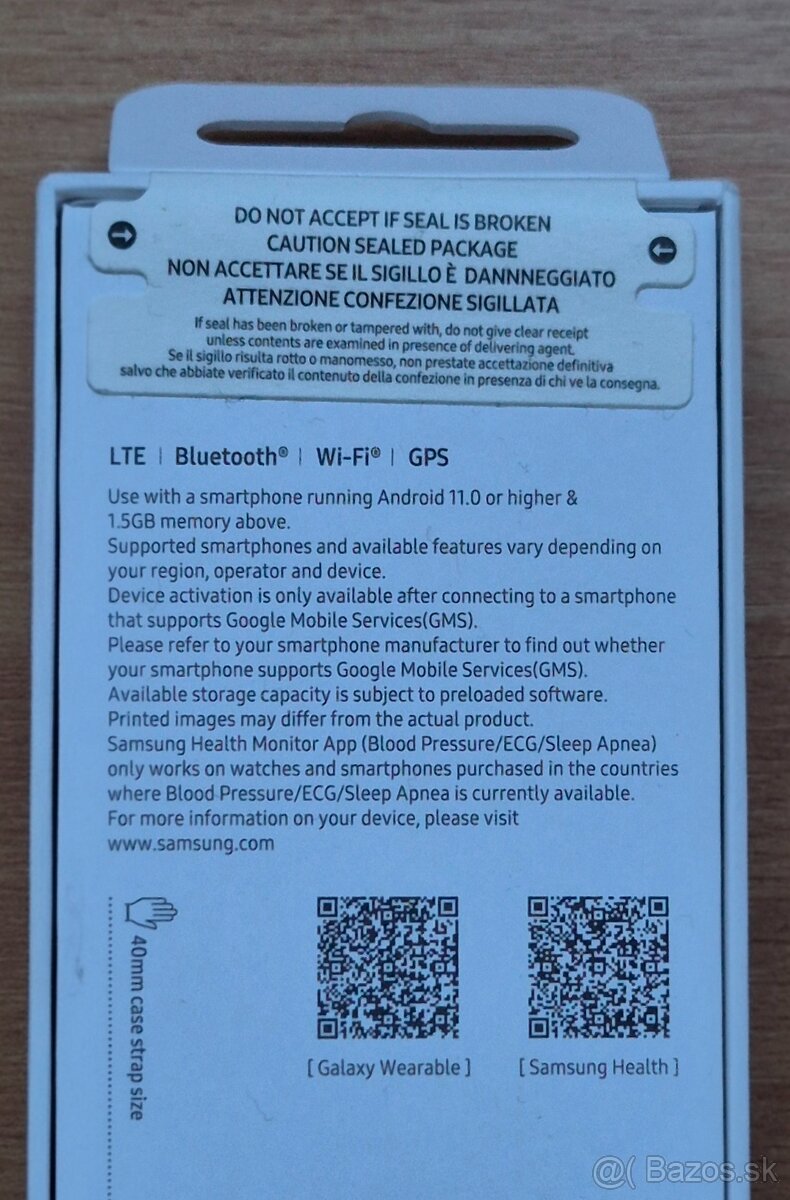 DO NOT ACCEPT IF SEAL IS BROKEN
CAUTION SEALED PACKAGE
NON ACCETTARE SE IL SIGILLO È DANNNEGGIATO
ATTENZIONE CONFEZIONE SIGILLATA
If seal has been broken or tampered with, do not give clear receipt
unless contents are examined in presence of delivering agent.
Se il sigillo risulta rotto o manomesso, non prestate accettazione definitiva
salvo che abbiate verificato il contenuto della confezione in presenza di chi ve la consegna.
LTE | Bluetooth® | Wi-Fi® | GPS
Use with a smartphone running Android 11.0 or higher &
1.5GB memory above.
Supported smartphones and available features vary depending on
your region, operator and device.
Device activation is only available after connecting to a smartphone
that supports Google Mobile Services(GMS).
Please refer to your smartphone manufacturer to find out whether
your smartphone supports Google Mobile Services(GMS).
Available storage capacity is subject to preloaded software.
Printed images may differ from the actual product.
Samsung Health Monitor App (Blood Pressure/ECG/Sleep Apnea)
only works on watches and smartphones purchased in the countries
where Blood Pressure/ECG/Sleep Apnea is currently available.
For more information on your device, please visit
www.samsung.com
40mm case strap size
[ Galaxy Wearable ]
[ Samsung Health ]
@( Bazos.sk